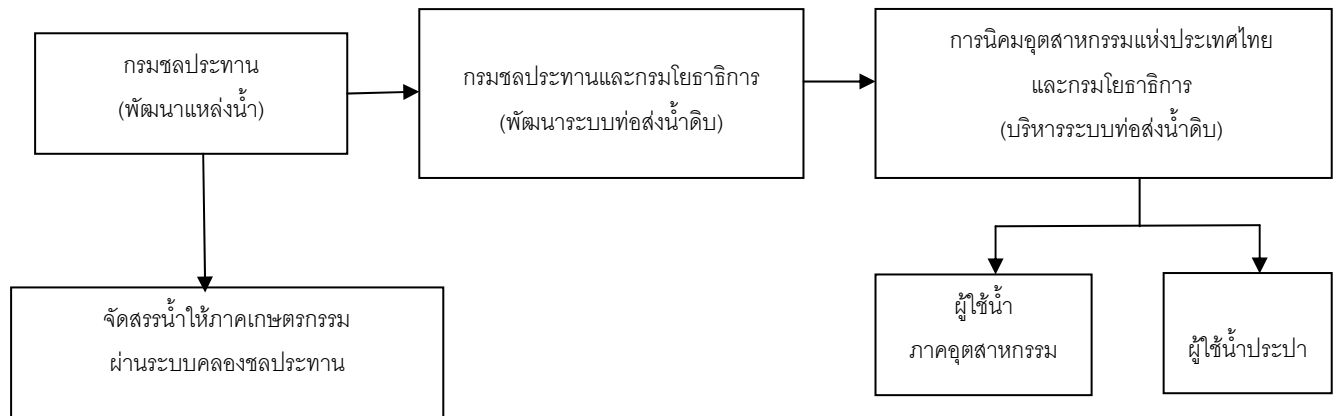 กรมชลประทาน
(พัฒนาแหล่งน้ำ)
กรมชลประทานและกรมโยธาธิการ
(พัฒนาระบบท่อส่งน้ำดิบ)
การนิคมอุตสาหกรรมแห่งประเทศไทย
และกรมโยธาธิการ
(บริหารระบบท่อส่งน้ำดิบ)
จัดสรรน้ำให้ภาคเกษตรกรรม
ผ่านระบบคลองชลประทาน
ผู้ใช้น้ำ
ภาคอุตสาหกรรม
ผู้ใช้น้ำประปา